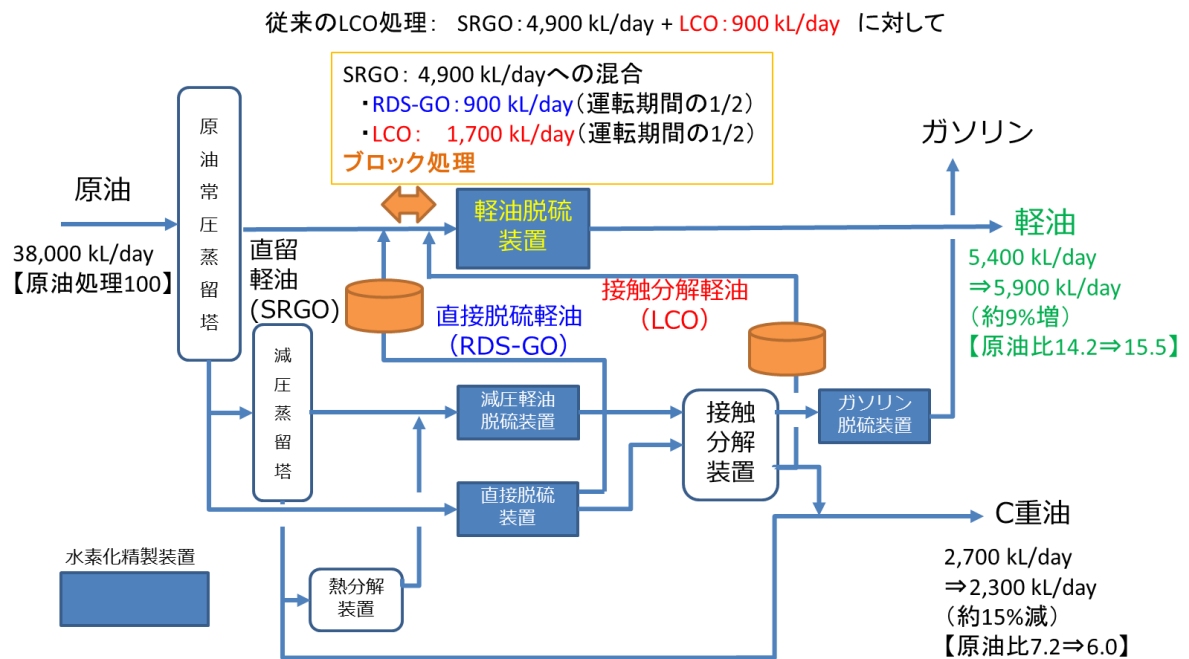 従来のLCO処理： SRGO:4,900 kL/day + LCO:900 kL/day に対して
SRGO: 4,900 kL/dayへの混合
・RDS-GO:900 kL/day(運転期間の1/2)
・LCO: 1,700 kL/day(運転期間の1/2)
ブロック処理
原油常圧蒸留塔
原油
38,000 kL/day
【原油処理100】
直留
軽油
(SRGO)
軽油脱硫
装置
ガソリン
軽油
5,400 kL/day
⇒5,900 kL/day
(約9%増)
【原油比14.2⇒15.5】
直接脱硫軽油
(RDS-GO)
接触分解軽油
(LCO)
減圧蒸留塔
減圧軽油
脱硫装置
接触
分解
装置
ガソリン
脱硫装置
直接脱硫
装置
C重油
2,700 kL/day
⇒2,300 kL/day
(約15%減)
【原油比7.2⇒6.0】
水素化精製装置
熱分解
装置